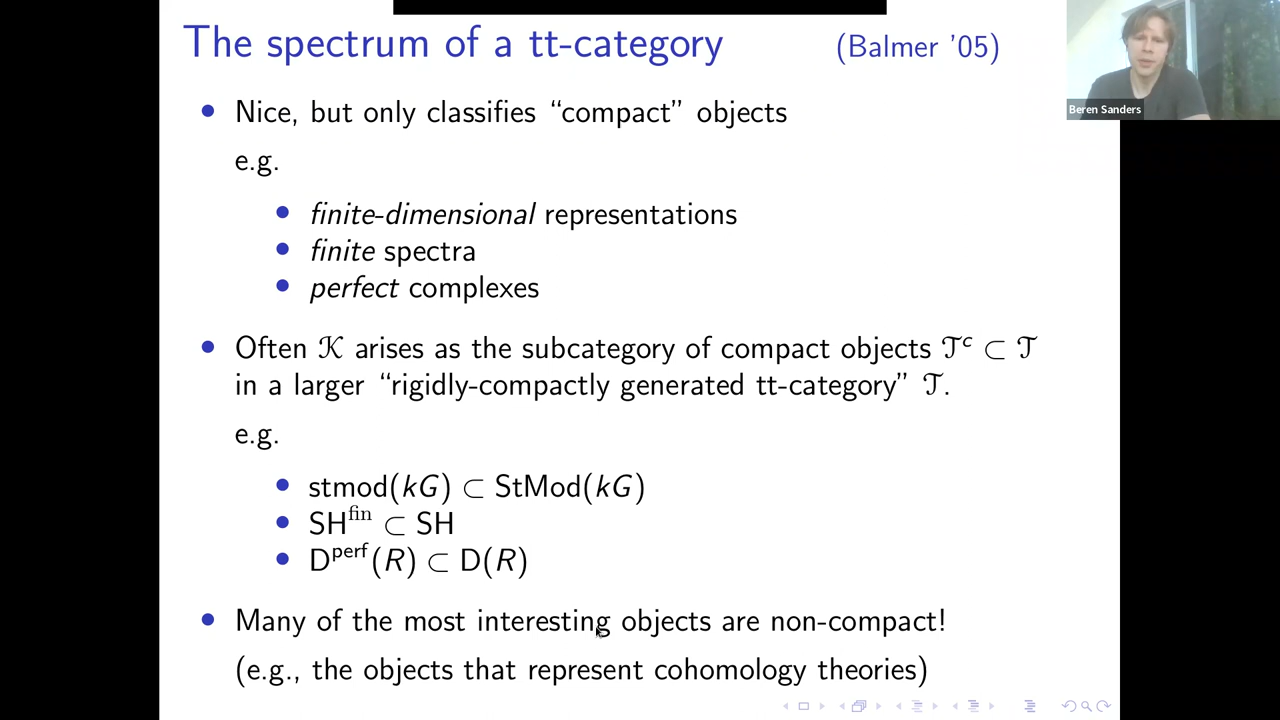 The spectrum of a tt-category (Balmer '05)
Beren Sanders
• Nice, but only classifies “compact” objects
e.g.
• finite-dimensional representations
• finite spectra
• perfect complexes
• Often 𝒦 arises as the subcategory of compact objects 𝒯ᶜ ⊂ 𝒯
in a larger “rigidly-compactly generated tt-category” 𝒯.
e.g.
• stmod(kG) ⊂ StMod(kG)
• SH^fin ⊂ SH
• D^perf(R) ⊂ D(R)
• Many of the most interesting objects are non-compact!
(e.g., the objects that represent cohomology theories)